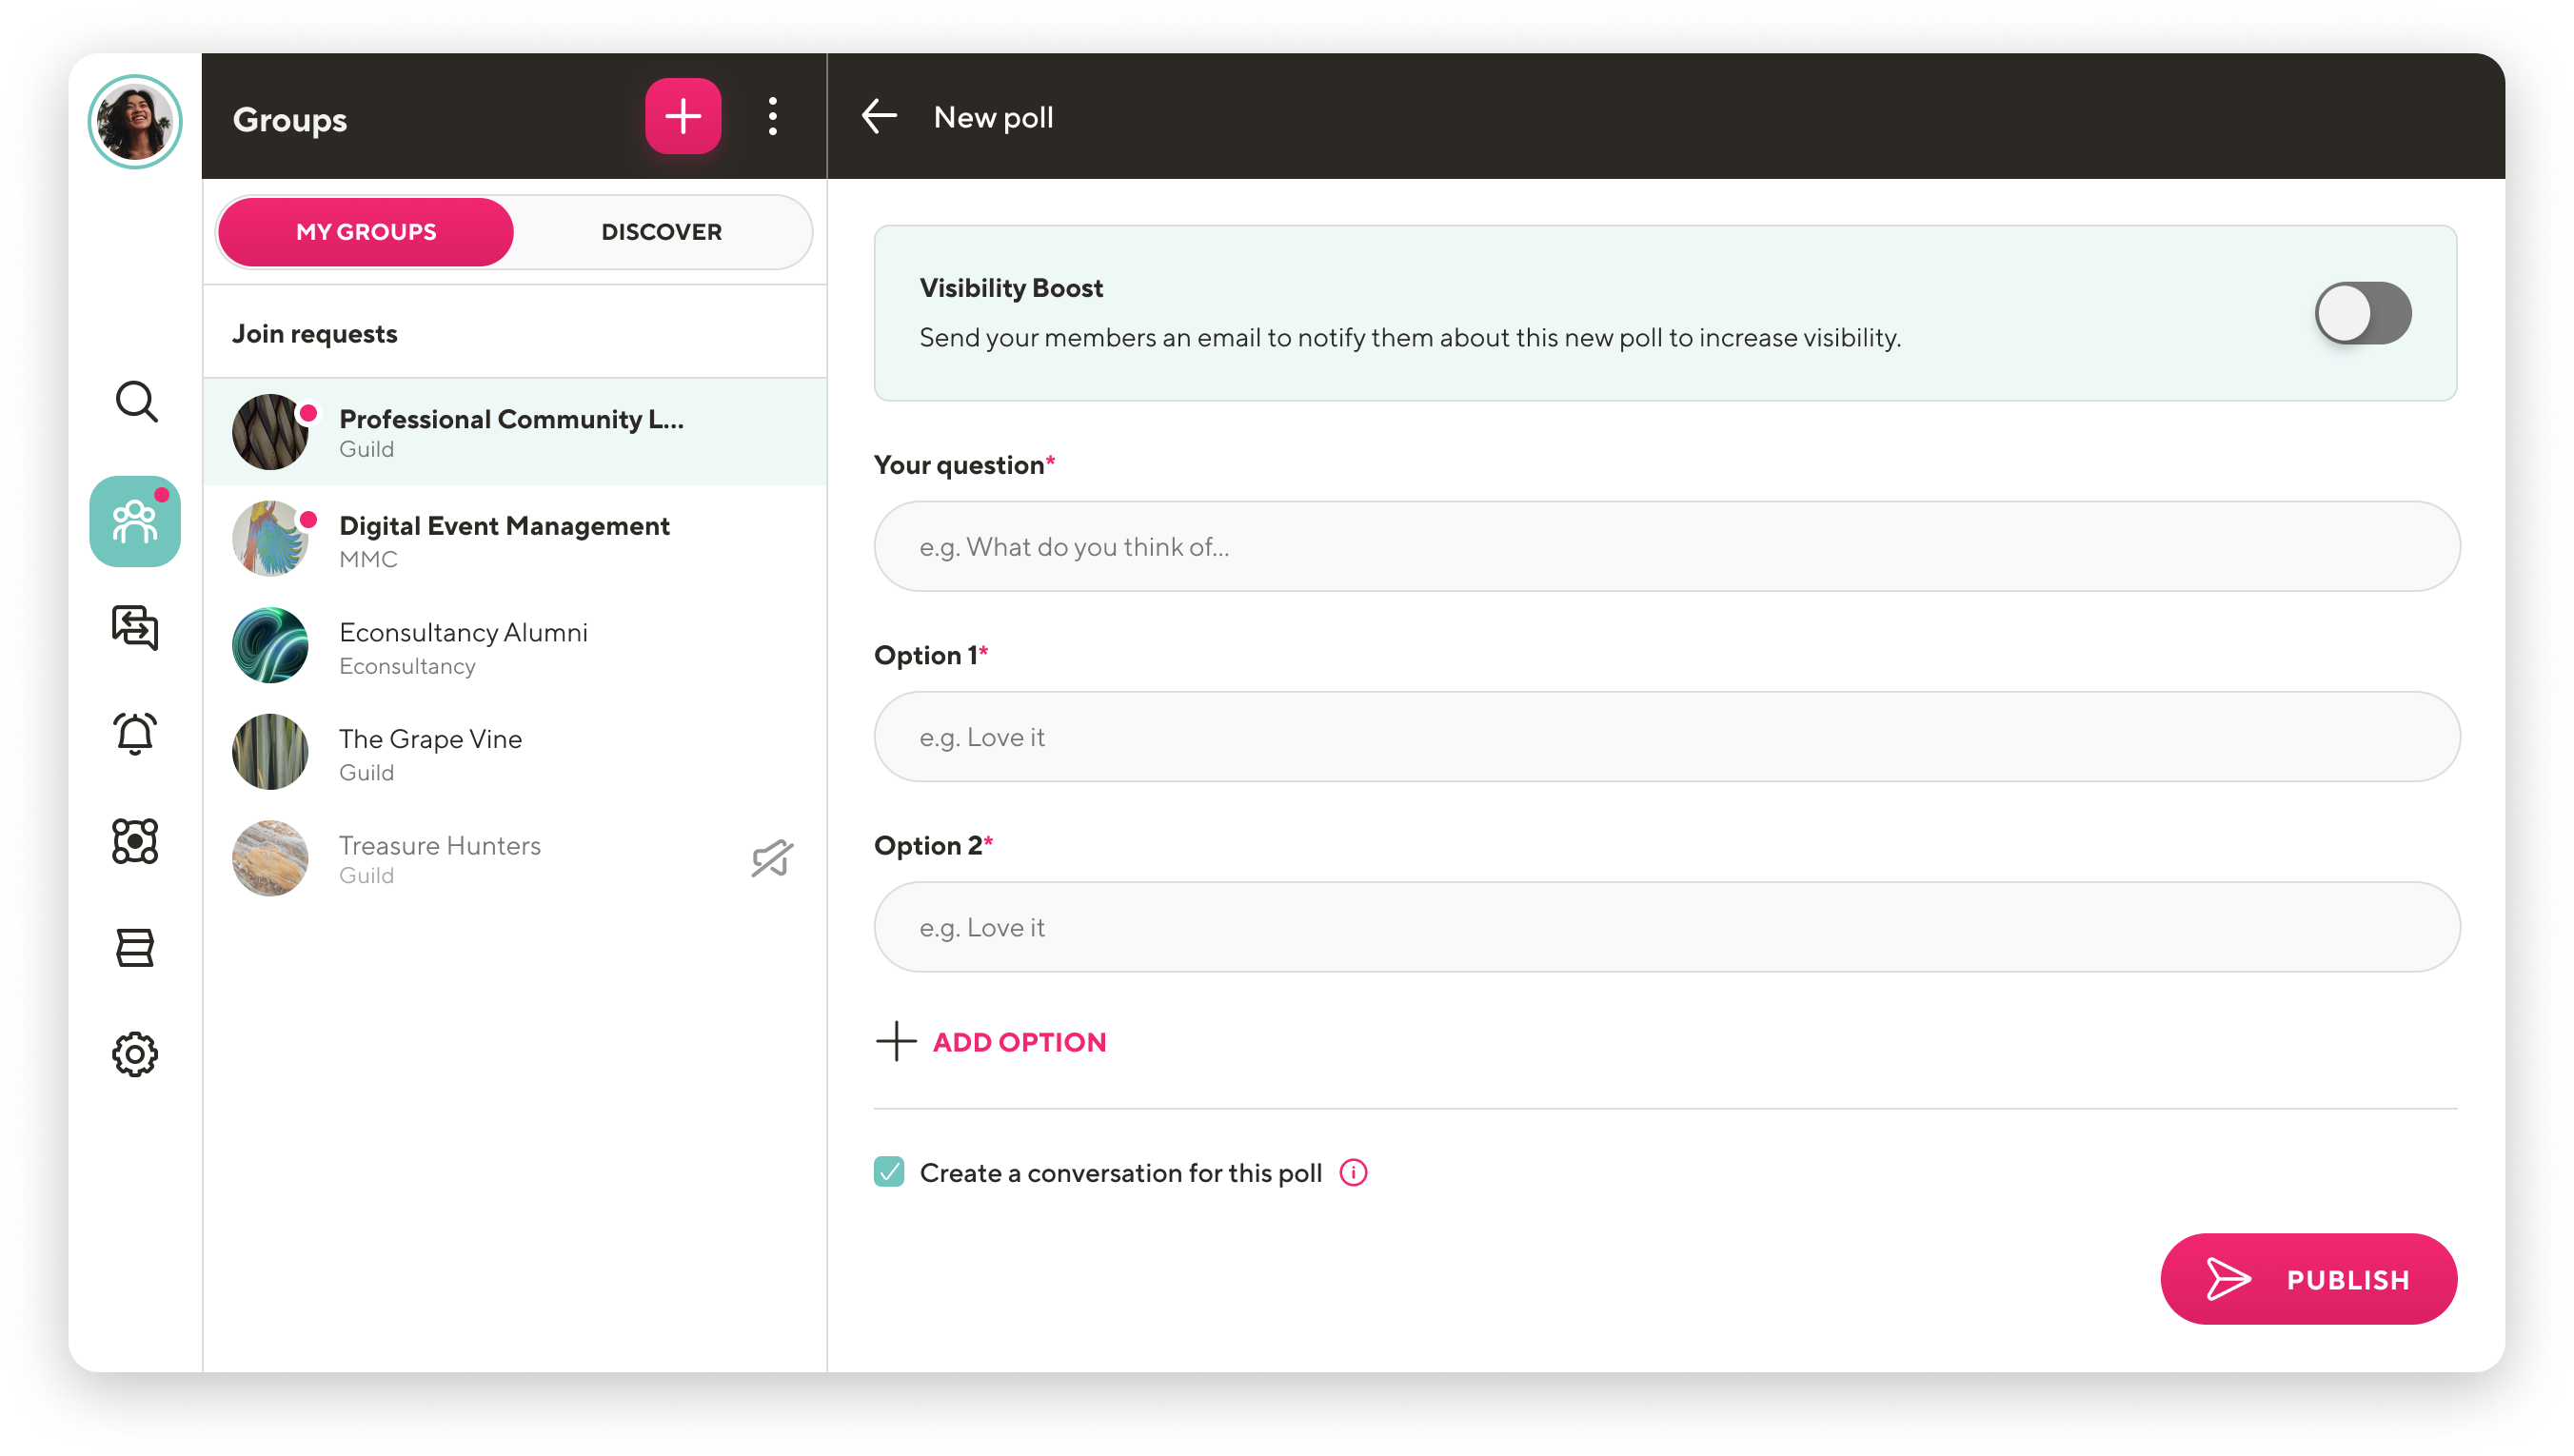 Groups
New poll
MY GROUPS
DISCOVER
Join requests
Professional Community L...
Guild
Digital Event Management
MMC
Econsultancy Alumni
Econsultancy
The Grape Vine
Guild
Treasure Hunters
Guild
Visibility Boost
Send your members an email to notify them about this new poll to increase visibility.
Your question*
e.g. What do you think of...
Option 1*
e.g. Love it
Option 2*
e.g. Love it
ADD OPTION
Create a conversation for this poll
PUBLISH